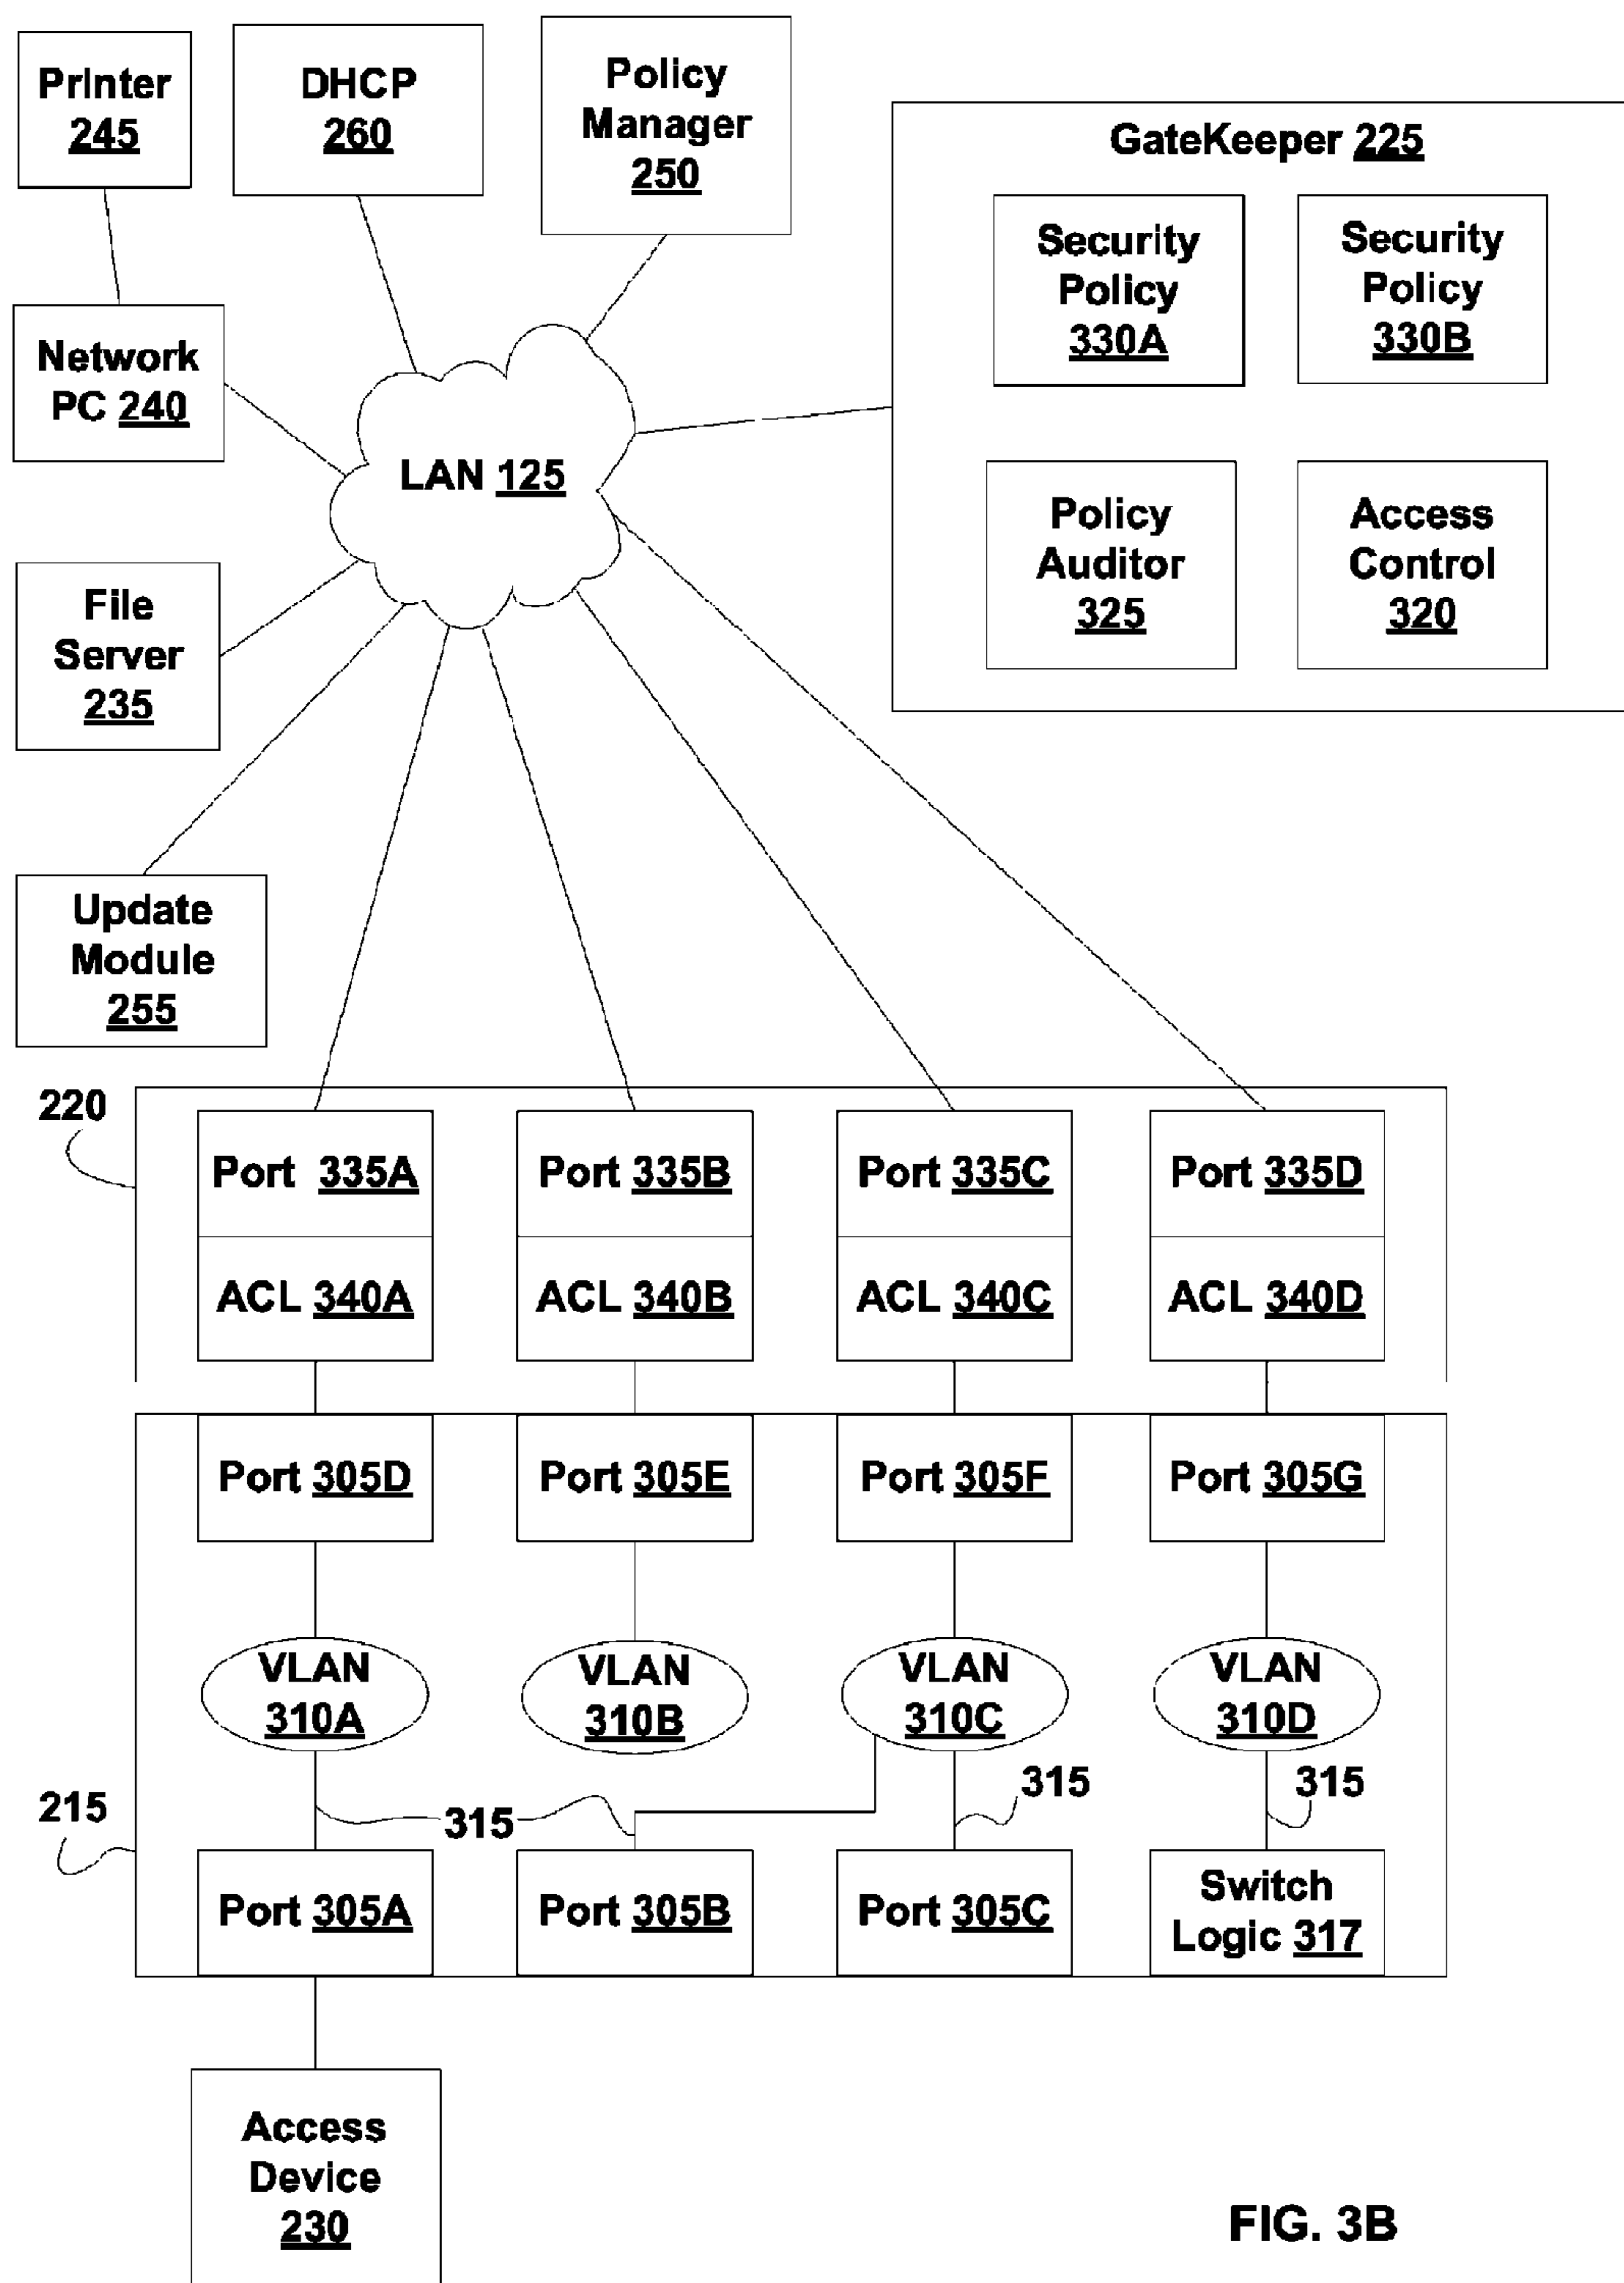 Printer
245
DHCP
260
Policy
Manager
250
GateKeeper 225
Security
Policy
330A
Security
Policy
330B
Network
PC 240
LAN 125
Policy
Auditor
325
Access
Control
320
File
Server
235
Update
Module
255
220
Port 335A
Port 335B
Port 335C
Port 335D
ACL 340A
ACL 340B
ACL 340C
ACL 340D
Port 305D
Port 305E
Port 305F
Port 305G
VLAN
310A
VLAN
310B
VLAN
310C
VLAN
310D
215
315
315
315
Port 305A
Port 305B
Port 305C
Switch
Logic 317
Access
Device
230
FIG. 3B